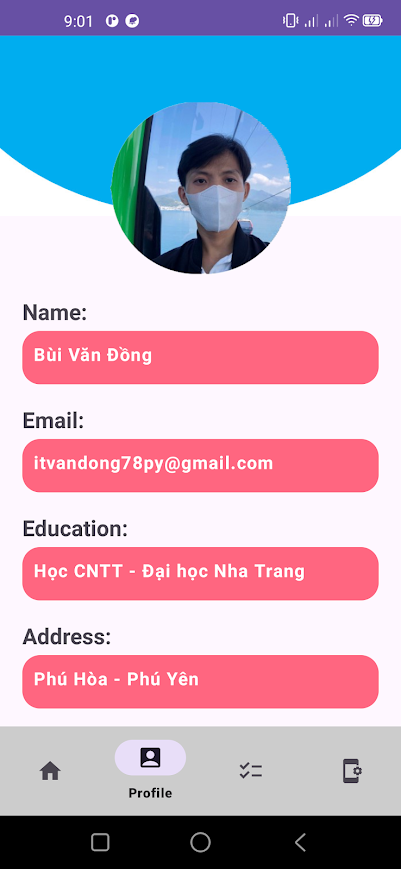 9:01
Name:
Bùi Văn Đồng
Email:
itvandong78py@gmail.com
Education:
Học CNTT - Đại học Nha Trang
Address:
Phú Hòa - Phú Yên
Profile